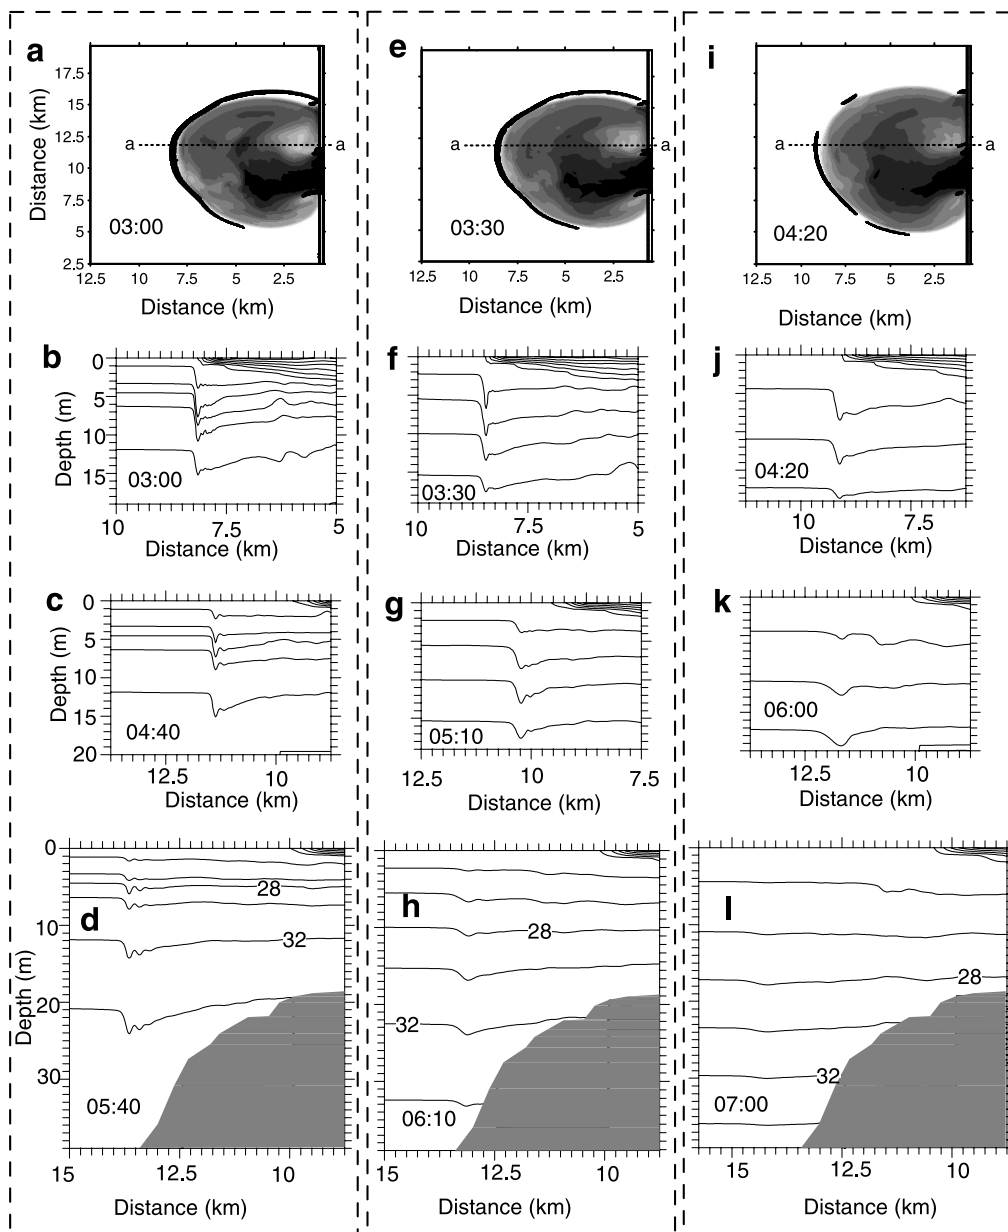 a
17.5
15
12.5
10
7.5
5
2.5
Distance (km)
a
a
03:00
12.5 10 7.5 5 2.5
Distance (km)
e
a
a
03:30
12.5 10 7.5 5 2.5
Distance (km)
i
a
a
04:20
12.5 10 7.5 5 2.5
Distance (km)
b
0
5
10
15
Depth (m)
03:00
10 7.5 5
Distance (km)
f
03:30
10 7.5 5
Distance (km)
j
04:20
10 7.5
Distance (km)
c
0
5
10
15
20
Depth (m)
04:40
12.5 10
Distance (km)
g
05:10
12.5 10 7.5
Distance (km)
k
06:00
12.5 10
Distance (km)
d
0
10
20
30
Depth (m)
28
32
05:40
15 12.5 10
Distance (km)
h
28
32
06:10
15 12.5 10
Distance (km)
l
28
32
07:00
15 12.5 10
Distance (km)